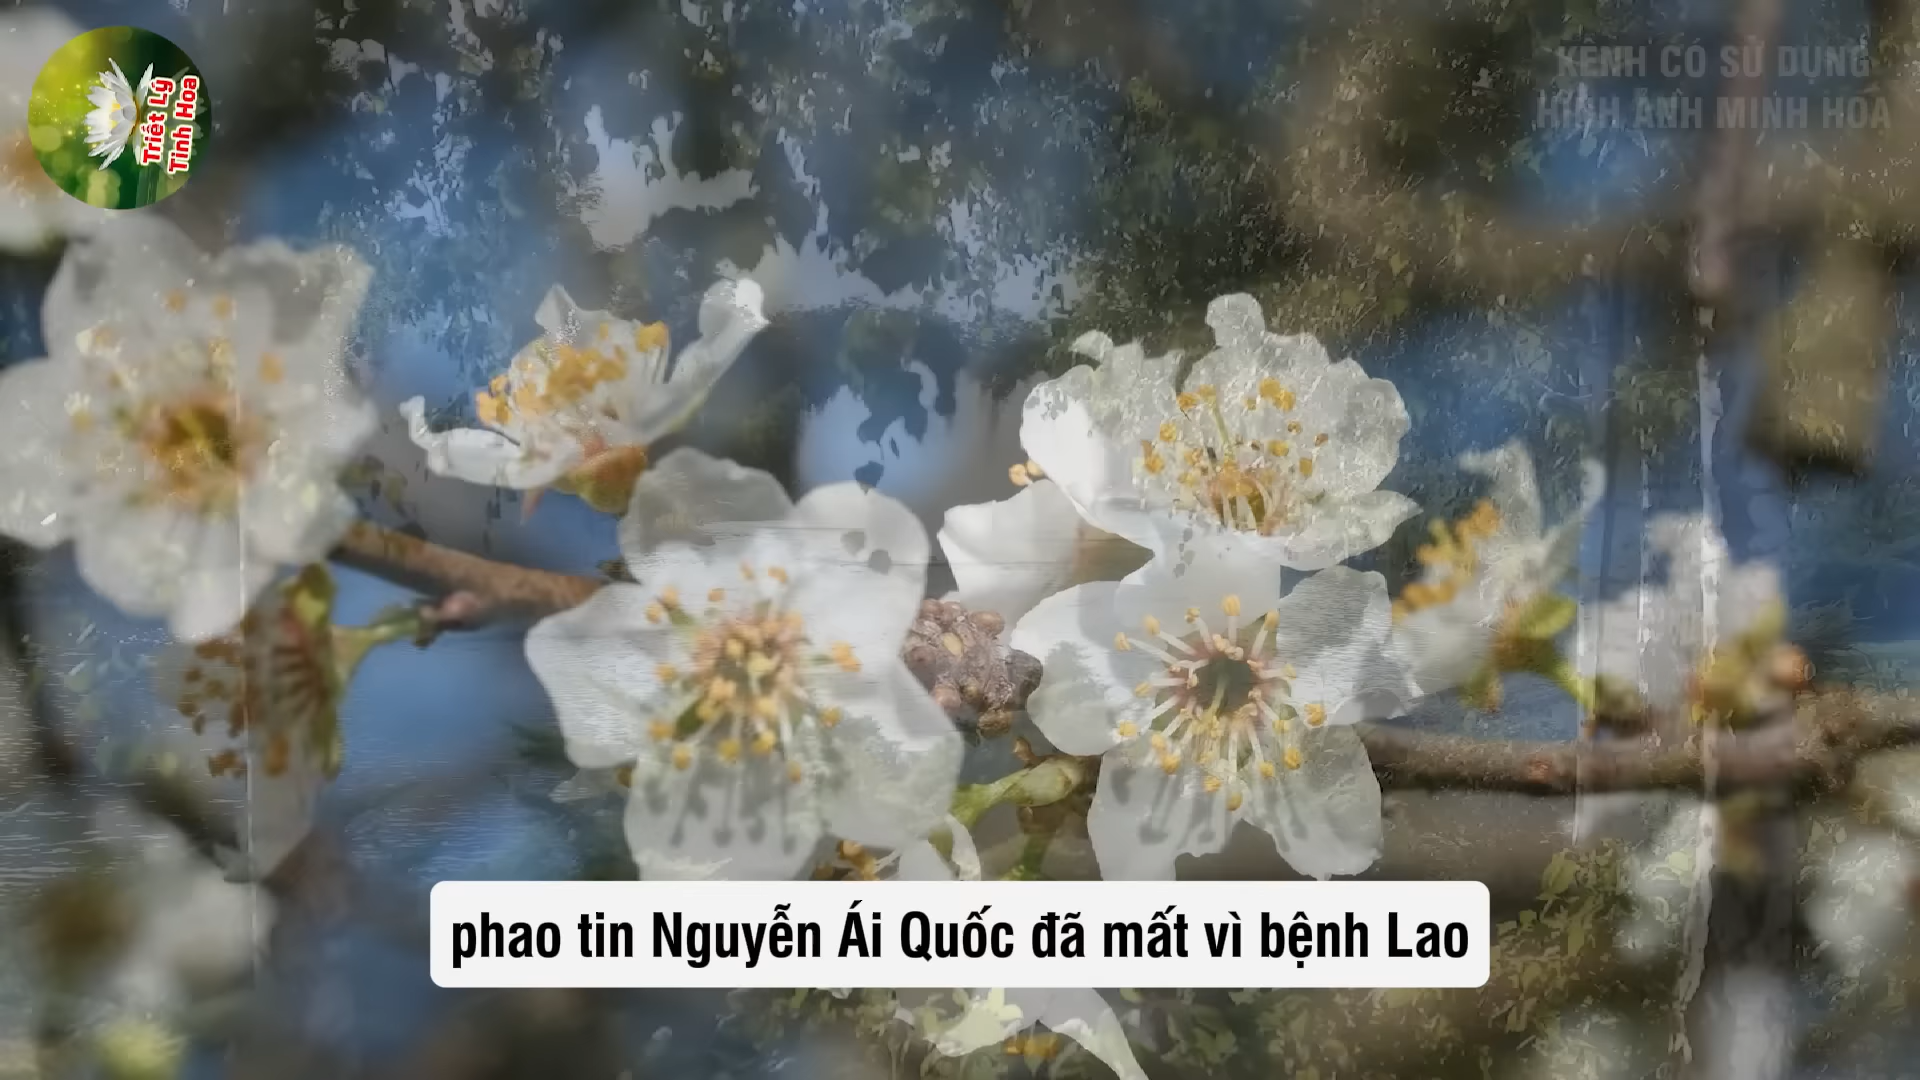 Triết Lý
Tinh Hoa
KÊNH CÓ SỬ DỤNG
HÌNH ẢNH MINH HỌA
phao tin Nguyễn Ái Quốc đã mất vì bệnh Lao